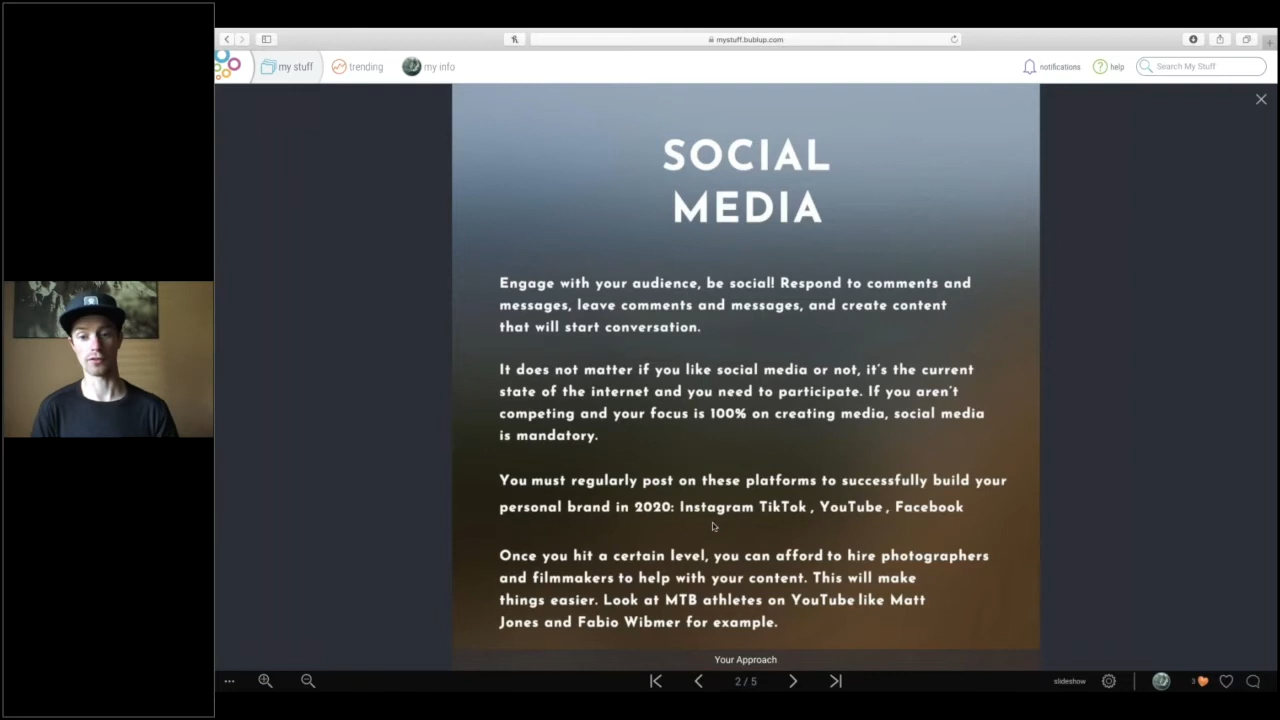 mystuff.bublup.com
my stuff
trending
my info
notifications
help
Search My Stuff
SOCIAL
MEDIA
Engage with your audience, be social! Respond to comments and
messages, leave comments and messages, and create content
that will start conversation.
It does not matter if you like social media or not, it's the current
state of the internet and you need to participate. If you aren't
competing and your focus is 100% on creating media, social media
is mandatory.
You must regularly post on these platforms to successfully build your
personal brand in 2020: Instagram TikTok , YouTube , Facebook
Once you hit a certain level, you can afford to hire photographers
and filmmakers to help with your content. This will make
things easier. Look at MTB athletes on YouTube like Matt
Jones and Fabio Wibmer for example.
Your Approach
2 / 5
slideshow
3